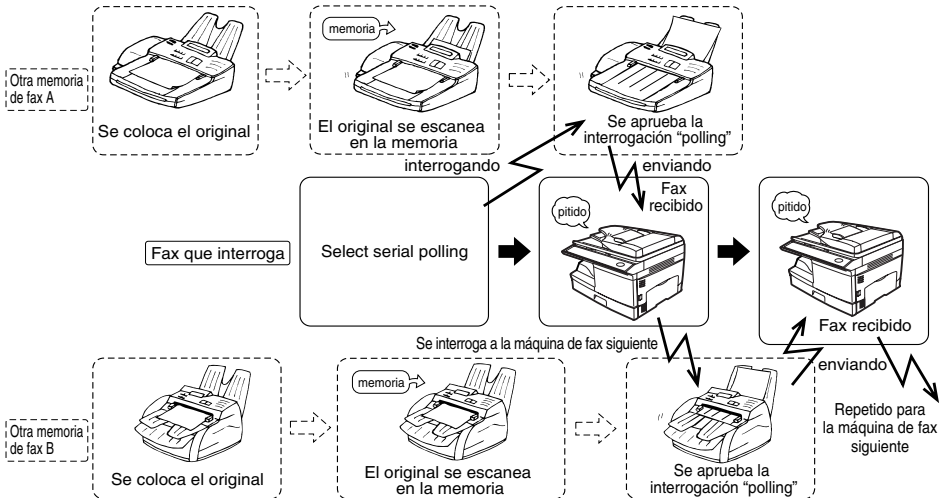 memoria
Otra memoria
de fax A
Se coloca el original
El original se escanea
en la memoria
Se aprueba la
interrogación “polling”
interrogando
enviando
Fax
recibido
pitido
pitido
Fax que interroga
Select serial polling
Fax recibido
Se interroga a la máquina de fax siguiente
enviando
memoria
Repetido para
la máquina de fax
siguiente
Otra memoria
de fax B
Se coloca el original
El original se escanea
en la memoria
Se aprueba la
interrogación “polling”